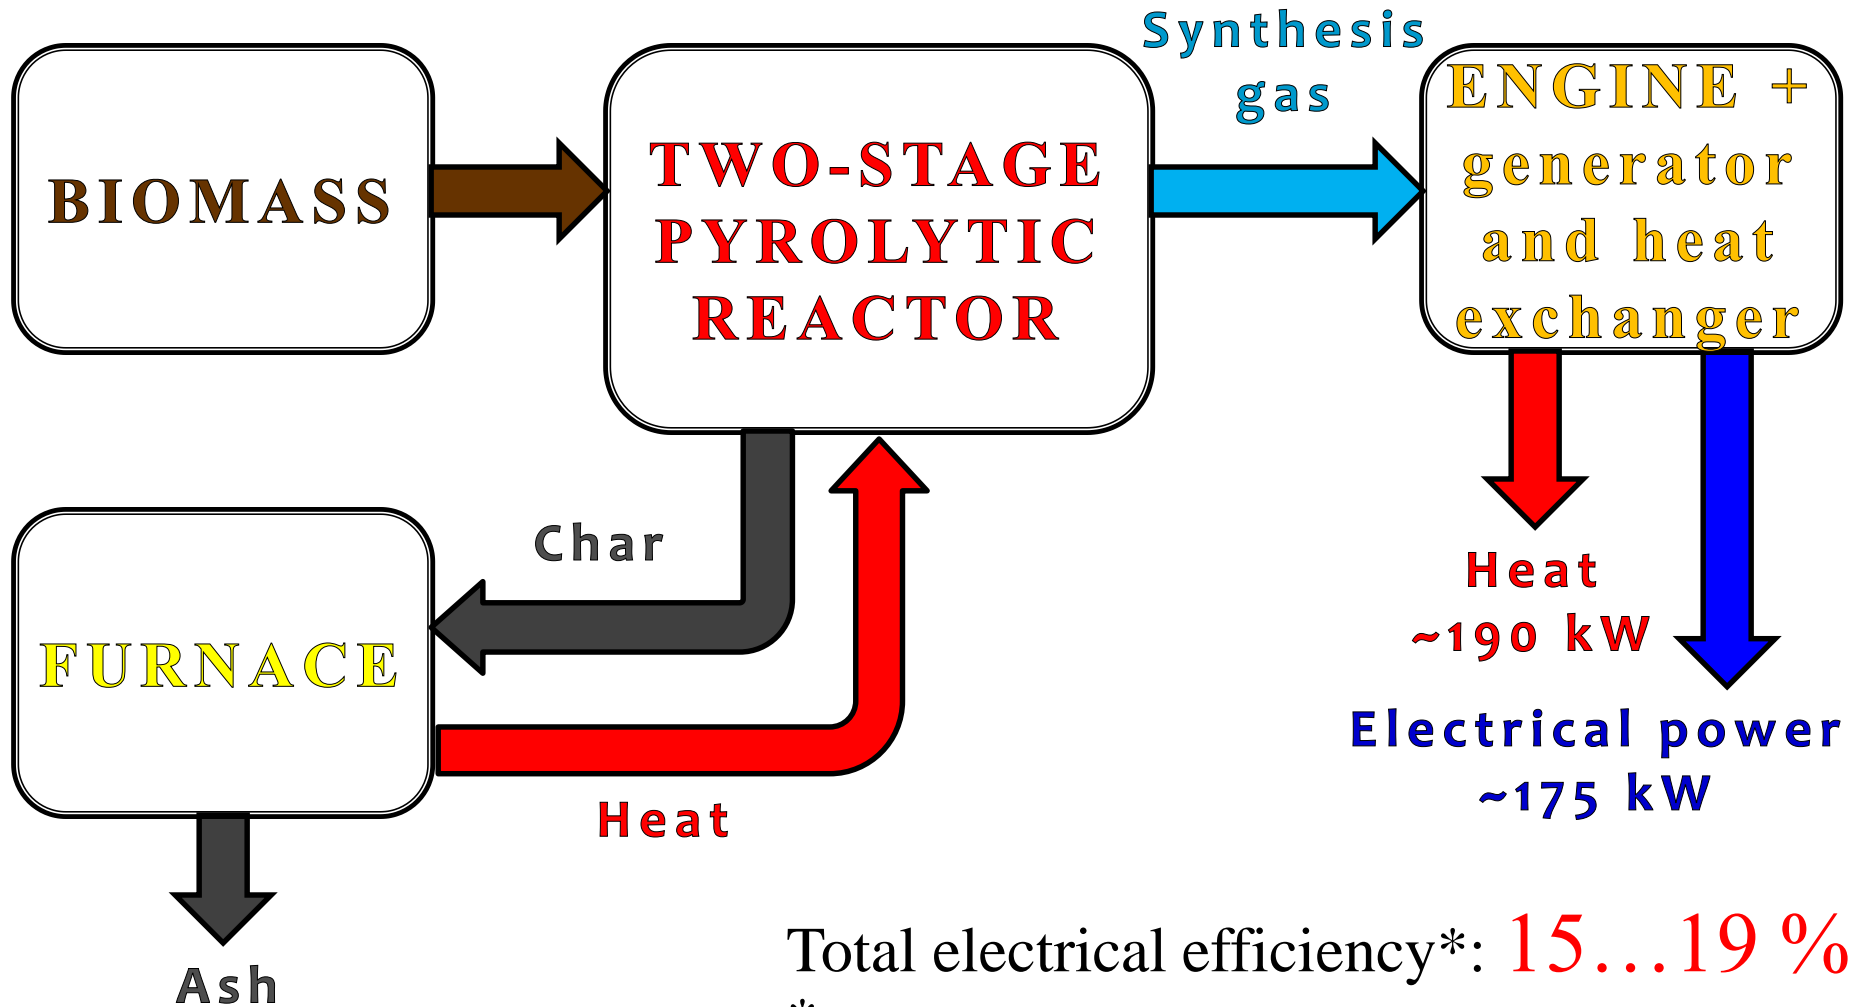 BIOMASS
TWO-STAGE
PYROLYTIC
REACTOR
Synthesis
gas
ENGINE +
generator
and heat
exchanger
Char
FURNACE
Heat
Ash
Heat
~190 kW
Electrical power
~175 kW
Total electrical efficiency*: 15…19 %
*